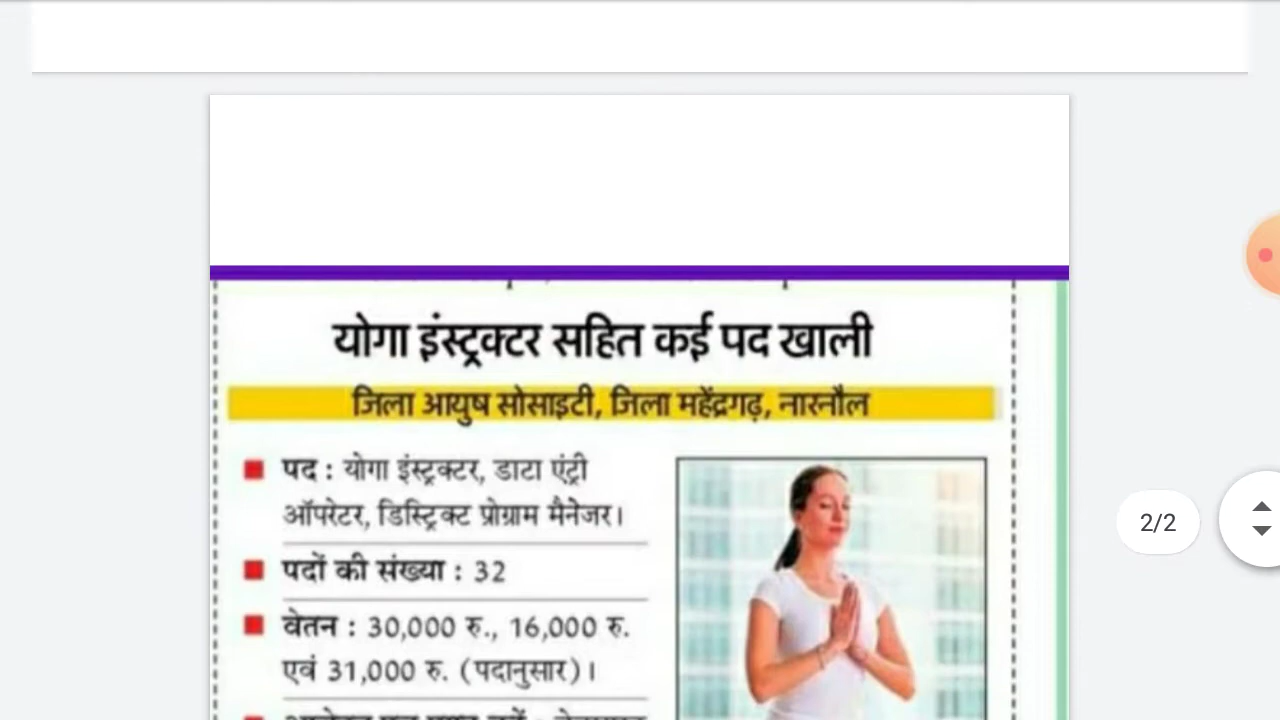 योगा इंस्ट्रक्टर सहित कई पद खाली
जिला आयुष सोसाइटी, जिला महेंद्रगढ़, नारनौल
पद : योगा इंस्ट्रक्टर, डाटा एंट्री
ऑपरेटर, डिस्ट्रिक्ट प्रोग्राम मैनेजर।
पदों की संख्या : 32
2/2
वेतन : 30,000 रु., 16,000 रु.
एवं 31,000 रु. (पदानुसार)।